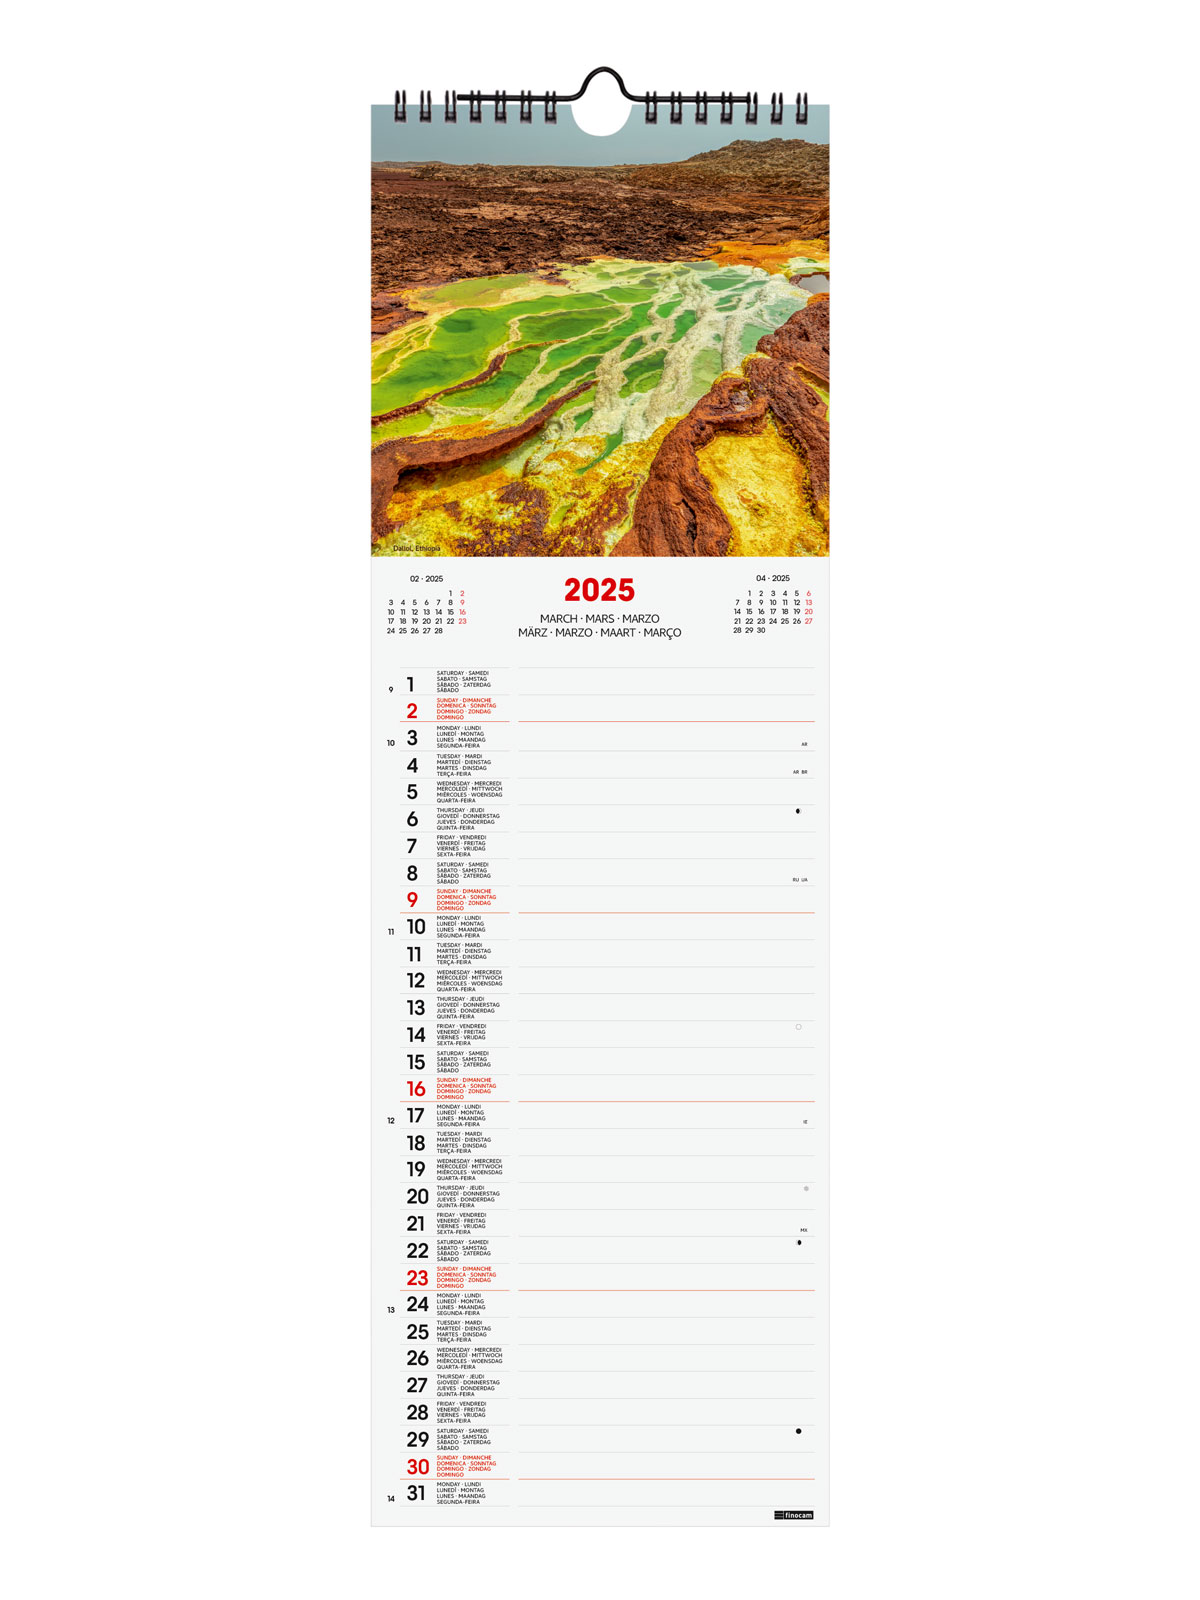 Dallol, Ethiopia
02 · 2025
1 2
3 4 5 6 7 8 9
10 11 12 13 14 15 16
17 18 19 20 21 22 23
24 25 26 27 28
2025
MARCH · MARS · MARZO
MÄRZ · MARZO · MAART · MARÇO
04 · 2025
1 2 3 4 5 6
7 8 9 10 11 12 13
14 15 16 17 18 19 20
21 22 23 24 25 26 27
28 29 30
9 1
SATURDAY · SAMEDI
SABATO · SAMSTAG
SÁBADO · ZATERDAG
SÁBADO
2
SUNDAY · DIMANCHE
DOMENICA · SONNTAG
DOMINGO · ZONDAG
DOMINGO
10 3
MONDAY · LUNDI
LUNEDÌ · MONTAG
LUNES · MAANDAG
SEGUNDA-FEIRA
AR
4
TUESDAY · MARDI
MARTEDÌ · DIENSTAG
MARTES · DINSDAG
TERÇA-FEIRA
AR BR
5
WEDNESDAY · MERCREDI
MERCOLEDÌ · MITTWOCH
MIÉRCOLES · WOENSDAG
QUARTA-FEIRA
6
THURSDAY · JEUDI
GIOVEDÌ · DONNERSTAG
JUEVES · DONDERDAG
QUINTA-FEIRA
7
FRIDAY · VENDREDI
VENERDÌ · FREITAG
VIERNES · VRIJDAG
SEXTA-FEIRA
8
SATURDAY · SAMEDI
SABATO · SAMSTAG
SÁBADO · ZATERDAG
SÁBADO
RU UA
9
SUNDAY · DIMANCHE
DOMENICA · SONNTAG
DOMINGO · ZONDAG
DOMINGO
11 10
MONDAY · LUNDI
LUNEDÌ · MONTAG
LUNES · MAANDAG
SEGUNDA-FEIRA
11
TUESDAY · MARDI
MARTEDÌ · DIENSTAG
MARTES · DINSDAG
TERÇA-FEIRA
12
WEDNESDAY · MERCREDI
MERCOLEDÌ · MITTWOCH
MIÉRCOLES · WOENSDAG
QUARTA-FEIRA
13
THURSDAY · JEUDI
GIOVEDÌ · DONNERSTAG
JUEVES · DONDERDAG
QUINTA-FEIRA
14
FRIDAY · VENDREDI
VENERDÌ · FREITAG
VIERNES · VRIJDAG
SEXTA-FEIRA
15
SATURDAY · SAMEDI
SABATO · SAMSTAG
SÁBADO · ZATERDAG
SÁBADO
16
SUNDAY · DIMANCHE
DOMENICA · SONNTAG
DOMINGO · ZONDAG
DOMINGO
12 17
MONDAY · LUNDI
LUNEDÌ · MONTAG
LUNES · MAANDAG
SEGUNDA-FEIRA
IE
18
TUESDAY · MARDI
MARTEDÌ · DIENSTAG
MARTES · DINSDAG
TERÇA-FEIRA
19
WEDNESDAY · MERCREDI
MERCOLEDÌ · MITTWOCH
MIÉRCOLES · WOENSDAG
QUARTA-FEIRA
20
THURSDAY · JEUDI
GIOVEDÌ · DONNERSTAG
JUEVES · DONDERDAG
QUINTA-FEIRA
21
FRIDAY · VENDREDI
VENERDÌ · FREITAG
VIERNES · VRIJDAG
SEXTA-FEIRA
MX
22
SATURDAY · SAMEDI
SABATO · SAMSTAG
SÁBADO · ZATERDAG
SÁBADO
23
SUNDAY · DIMANCHE
DOMENICA · SONNTAG
DOMINGO · ZONDAG
DOMINGO
13 24
MONDAY · LUNDI
LUNEDÌ · MONTAG
LUNES · MAANDAG
SEGUNDA-FEIRA
25
TUESDAY · MARDI
MARTEDÌ · DIENSTAG
MARTES · DINSDAG
TERÇA-FEIRA
26
WEDNESDAY · MERCREDI
MERCOLEDÌ · MITTWOCH
MIÉRCOLES · WOENSDAG
QUARTA-FEIRA
27
THURSDAY · JEUDI
GIOVEDÌ · DONNERSTAG
JUEVES · DONDERDAG
QUINTA-FEIRA
28
FRIDAY · VENDREDI
VENERDÌ · FREITAG
VIERNES · VRIJDAG
SEXTA-FEIRA
29
SATURDAY · SAMEDI
SABATO · SAMSTAG
SÁBADO · ZATERDAG
SÁBADO
30
SUNDAY · DIMANCHE
DOMENICA · SONNTAG
DOMINGO · ZONDAG
DOMINGO
14 31
MONDAY · LUNDI
LUNEDÌ · MONTAG
LUNES · MAANDAG
SEGUNDA-FEIRA
finocam